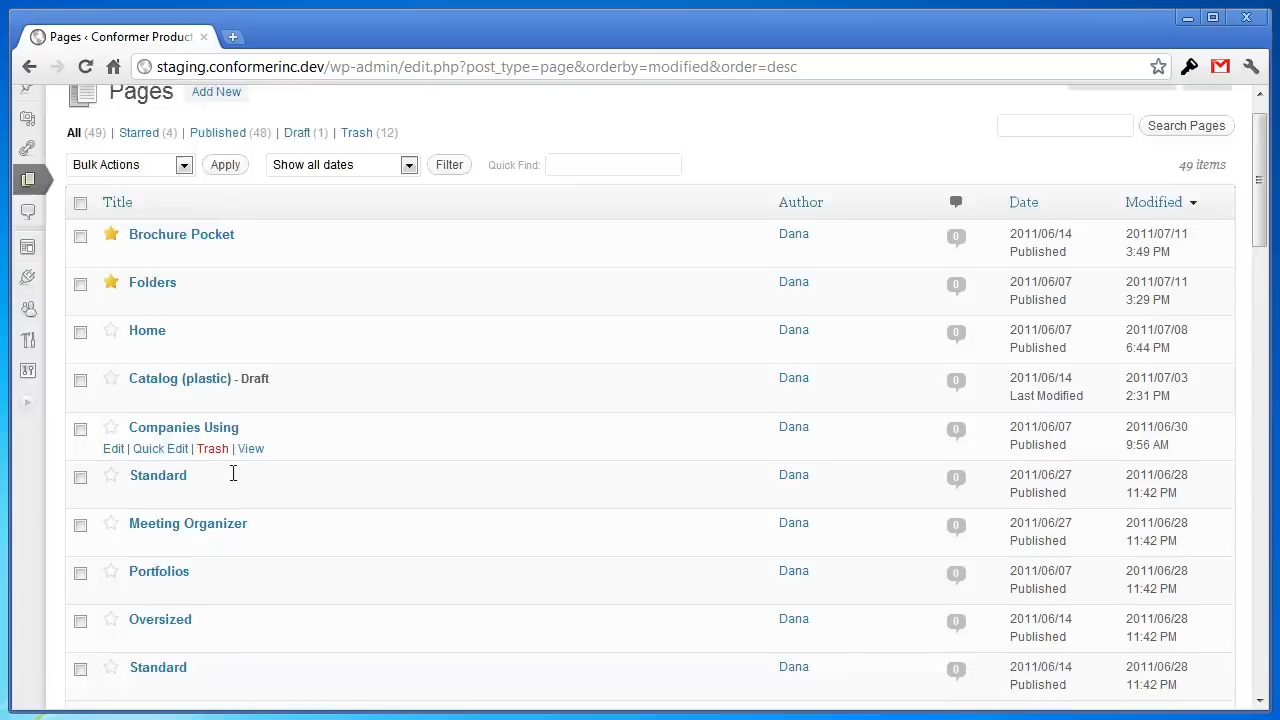 Pages ‹ Conformer Product
staging.conformerinc.dev/wp-admin/edit.php?post_type=page&orderby=modified&order=desc
Pages Add New
All (49) | Starred (4) | Published (48) | Draft (1) | Trash (12)
Search Pages
Bulk Actions Apply Show all dates Filter Quick Find: 49 items
Title Author Date Modified
Brochure Pocket Dana 0 2011/06/14 2011/07/11
Published 3:49 PM
Folders Dana 0 2011/06/07 2011/07/11
Published 3:29 PM
Home Dana 0 2011/06/07 2011/07/08
Published 6:44 PM
Catalog (plastic) - Draft Dana 0 2011/06/14 2011/07/03
Last Modified 2:31 PM
Companies Using Dana 0 2011/06/07 2011/06/30
Edit | Quick Edit | Trash | View Published 9:56 AM
Standard Dana 0 2011/06/27 2011/06/28
Published 11:42 PM
Meeting Organizer Dana 0 2011/06/27 2011/06/28
Published 11:42 PM
Portfolios Dana 0 2011/06/07 2011/06/28
Published 11:42 PM
Oversized Dana 0 2011/06/14 2011/06/28
Published 11:42 PM
Standard Dana 0 2011/06/14 2011/06/28
Published 11:42 PM